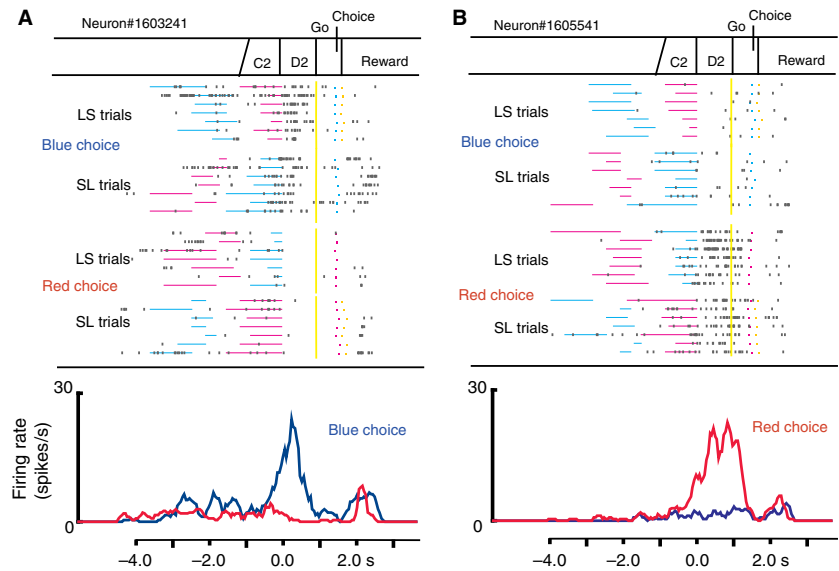 A
Neuron#1603241
Go
Choice
C2
D2
Reward
LS trials
Blue choice
SL trials
LS trials
Red choice
SL trials
30
Firing rate
(spikes/s)
Blue choice
0
–4.0
–2.0
0.0
2.0 s
B
Neuron#1605541
Go
Choice
C2
D2
Reward
LS trials
Blue choice
SL trials
LS trials
Red choice
SL trials
30
Red choice
0
–4.0
–2.0
0.0
2.0 s